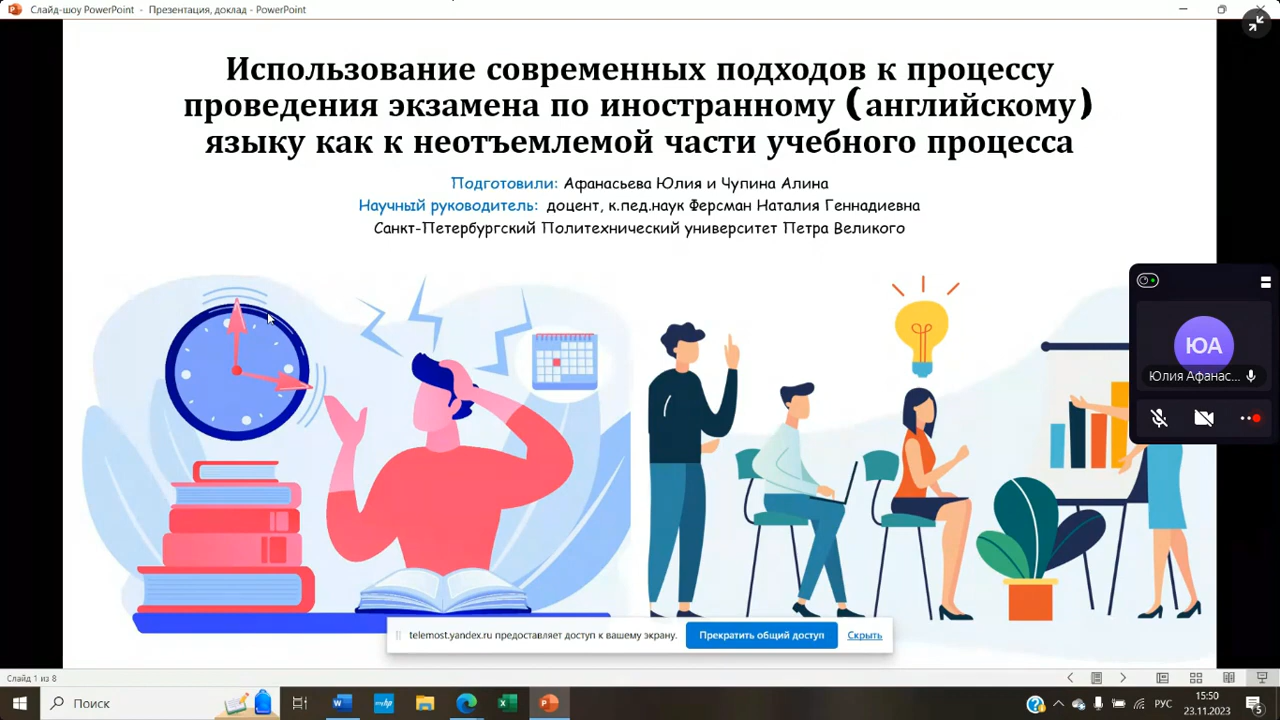 Слайд-шоу PowerPoint - Презентация, доклад - PowerPoint
Использование современных подходов к процессу
проведения экзамена по иностранному (английскому)
языку как к неотъемлемой части учебного процесса
Подготовили: Афанасьева Юлия и Чупина Алина
Научный руководитель: доцент, к.пед.наук Ферсман Наталия Геннадиевна
Санкт-Петербургский Политехнический университет Петра Великого
ЮА
Юлия Афанас...
telemost.yandex.ru предоставляет доступ к вашему экрану.
Прекратить общий доступ
Скрыть
Слайд 1 из 8
Поиск
РУС
15:50
23.11.2023
5